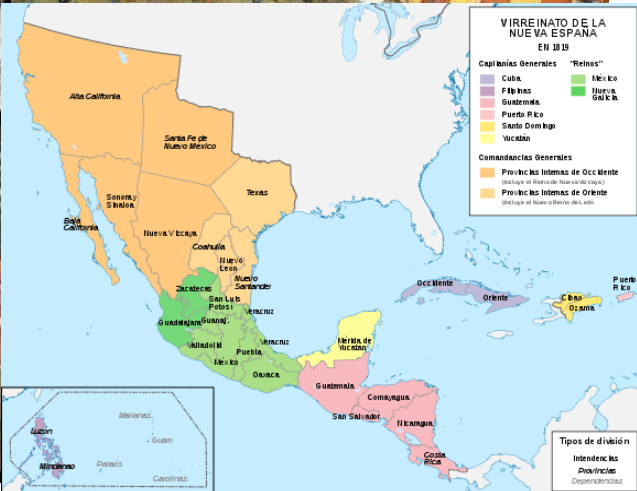 VIRREINATO DE LA
NUEVA ESPAÑA
EN 1819
Capitanías Generales
Cuba
Filipinas
Guatemala
Puerto Rico
Santo Domingo
Yucatán
"Reinos"
México
Nueva
Galicia
Comandancias Generales
Provincias Internas de Occidente
(Incluye el Reino de Nueva Vizcaya)
Provincias Internas de Oriente
(Incluye el Nuevo Reino de León)
Alta California
Santa Fe de
Nuevo México
Texas
Sonora y
Sinaloa
Baja
California
Nueva Vizcaya
Coahuila
Nuevo
León
Nuevo
Santander
Zacatecas
San Luis
Potosí
Veracruz
Guadalajara
Guanaj.
Valladolid
Veracruz
Puebla
México
Oaxaca
Mérida de
Yucatán
Guatemala
Comayagua
San Salvador
Nicaragua
Costa
Rica
Occidente
Oriente
Cibao
Ozama
Puerto
Rico
Luzón
Mindanao
Marianas
Guam
Palaos
Carolinas
Tipos de división
Intendencias
Provincias
Dependencias